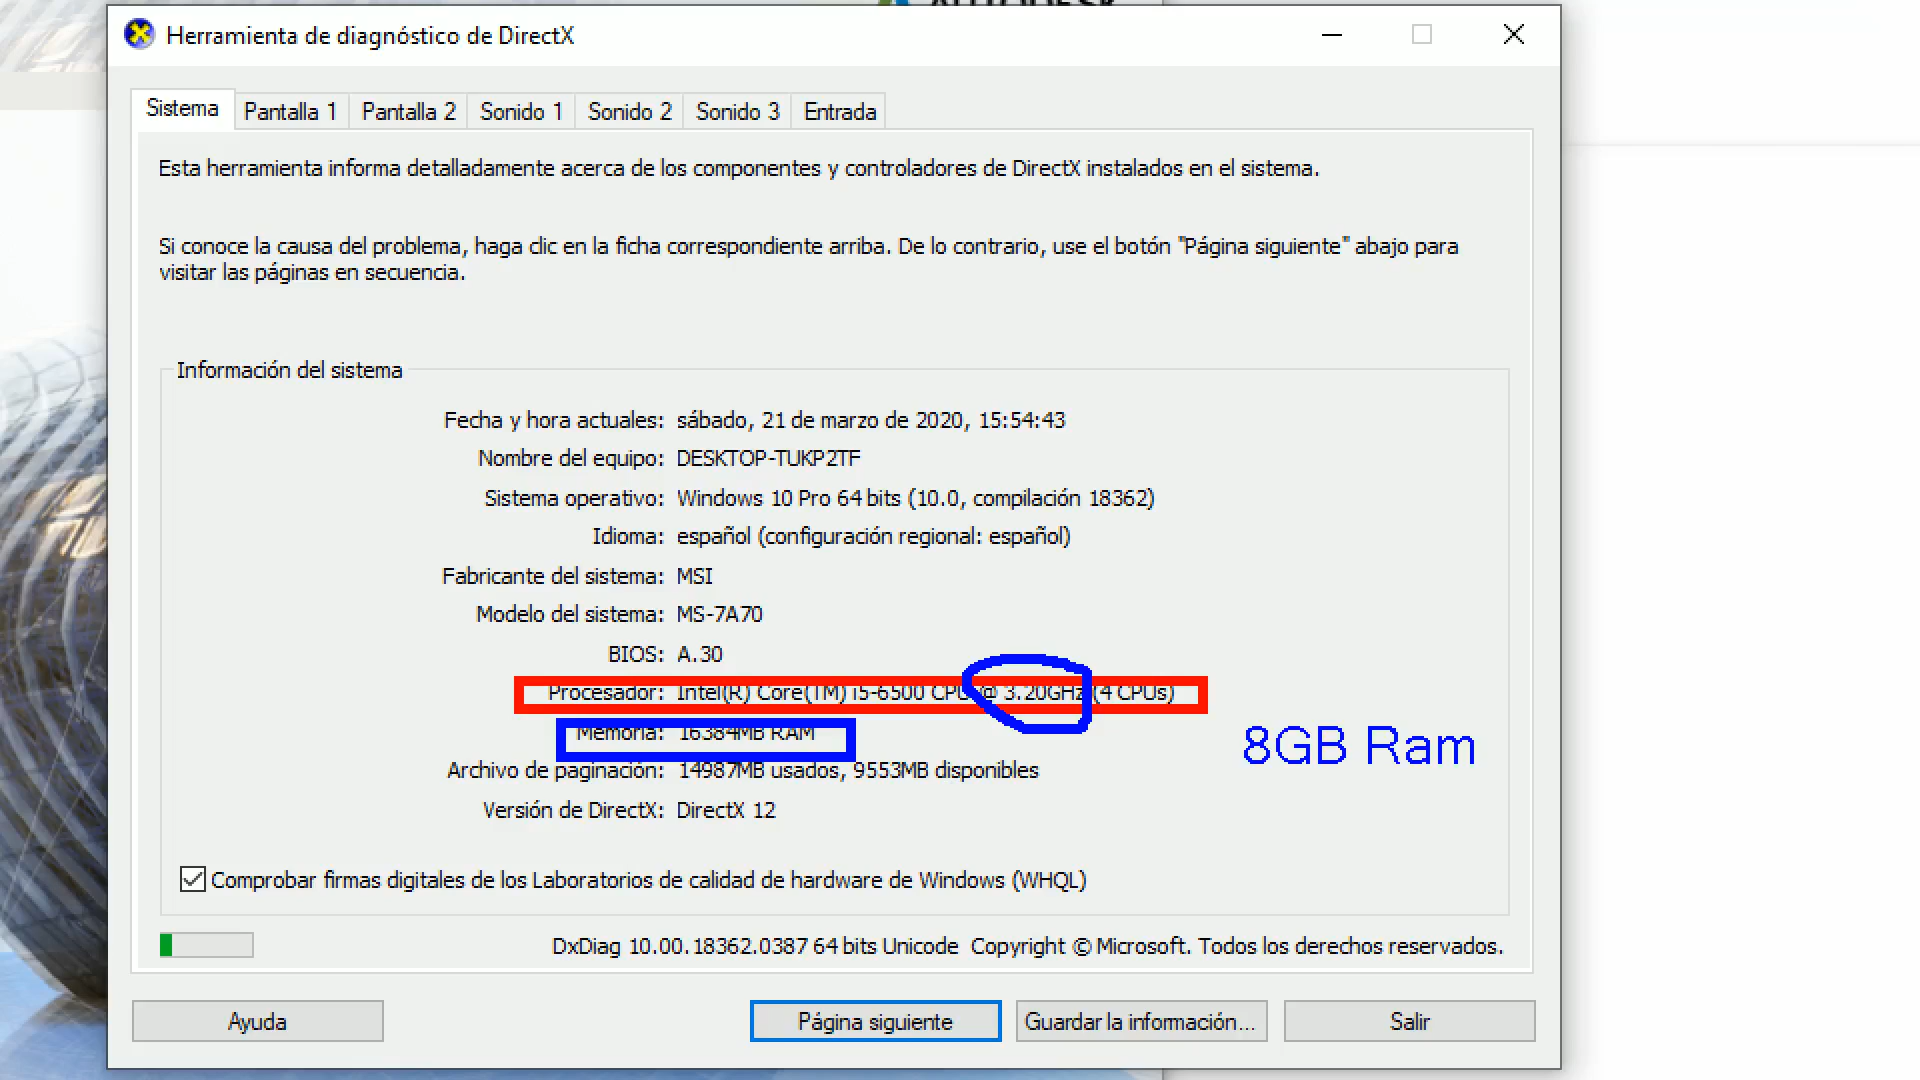 AUTODESK
Herramienta de diagnóstico de DirectX
Sistema Pantalla 1 Pantalla 2 Sonido 1 Sonido 2 Sonido 3 Entrada
Esta herramienta informa detalladamente acerca de los componentes y controladores de DirectX instalados en el sistema.
Si conoce la causa del problema, haga clic en la ficha correspondiente arriba. De lo contrario, use el botón "Página siguiente" abajo para
visitar las páginas en secuencia.
Información del sistema
Fecha y hora actuales: sábado, 21 de marzo de 2020, 15:54:43
Nombre del equipo: DESKTOP-TUKP2TF
Sistema operativo: Windows 10 Pro 64 bits (10.0, compilación 18362)
Idioma: español (configuración regional: español)
Fabricante del sistema: MSI
Modelo del sistema: MS-7A70
BIOS: A.30
Procesador: Intel(R) Core(TM) i5-6500 CPU @ 3.20GHz (4 CPUs)
Memoria: 16384MB RAM
8GB Ram
Archivo de paginación: 14987MB usados, 9553MB disponibles
Versión de DirectX: DirectX 12
Comprobar firmas digitales de los Laboratorios de calidad de hardware de Windows (WHQL)
DxDiag 10.00.18362.0387 64 bits Unicode Copyright © Microsoft. Todos los derechos reservados.
Ayuda Página siguiente Guardar la información... Salir